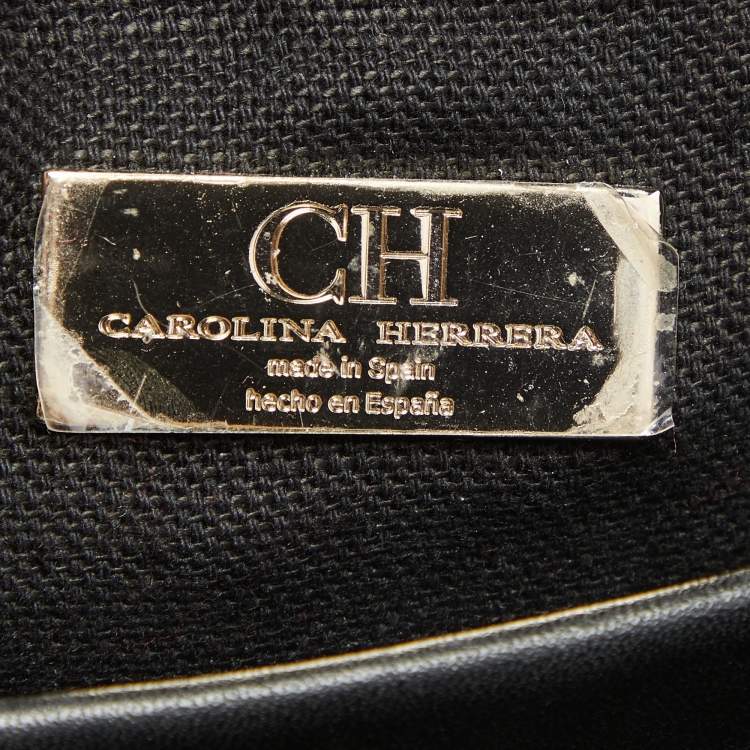 CH
CAROLINA HERRERA
made in Spain
hecho en España